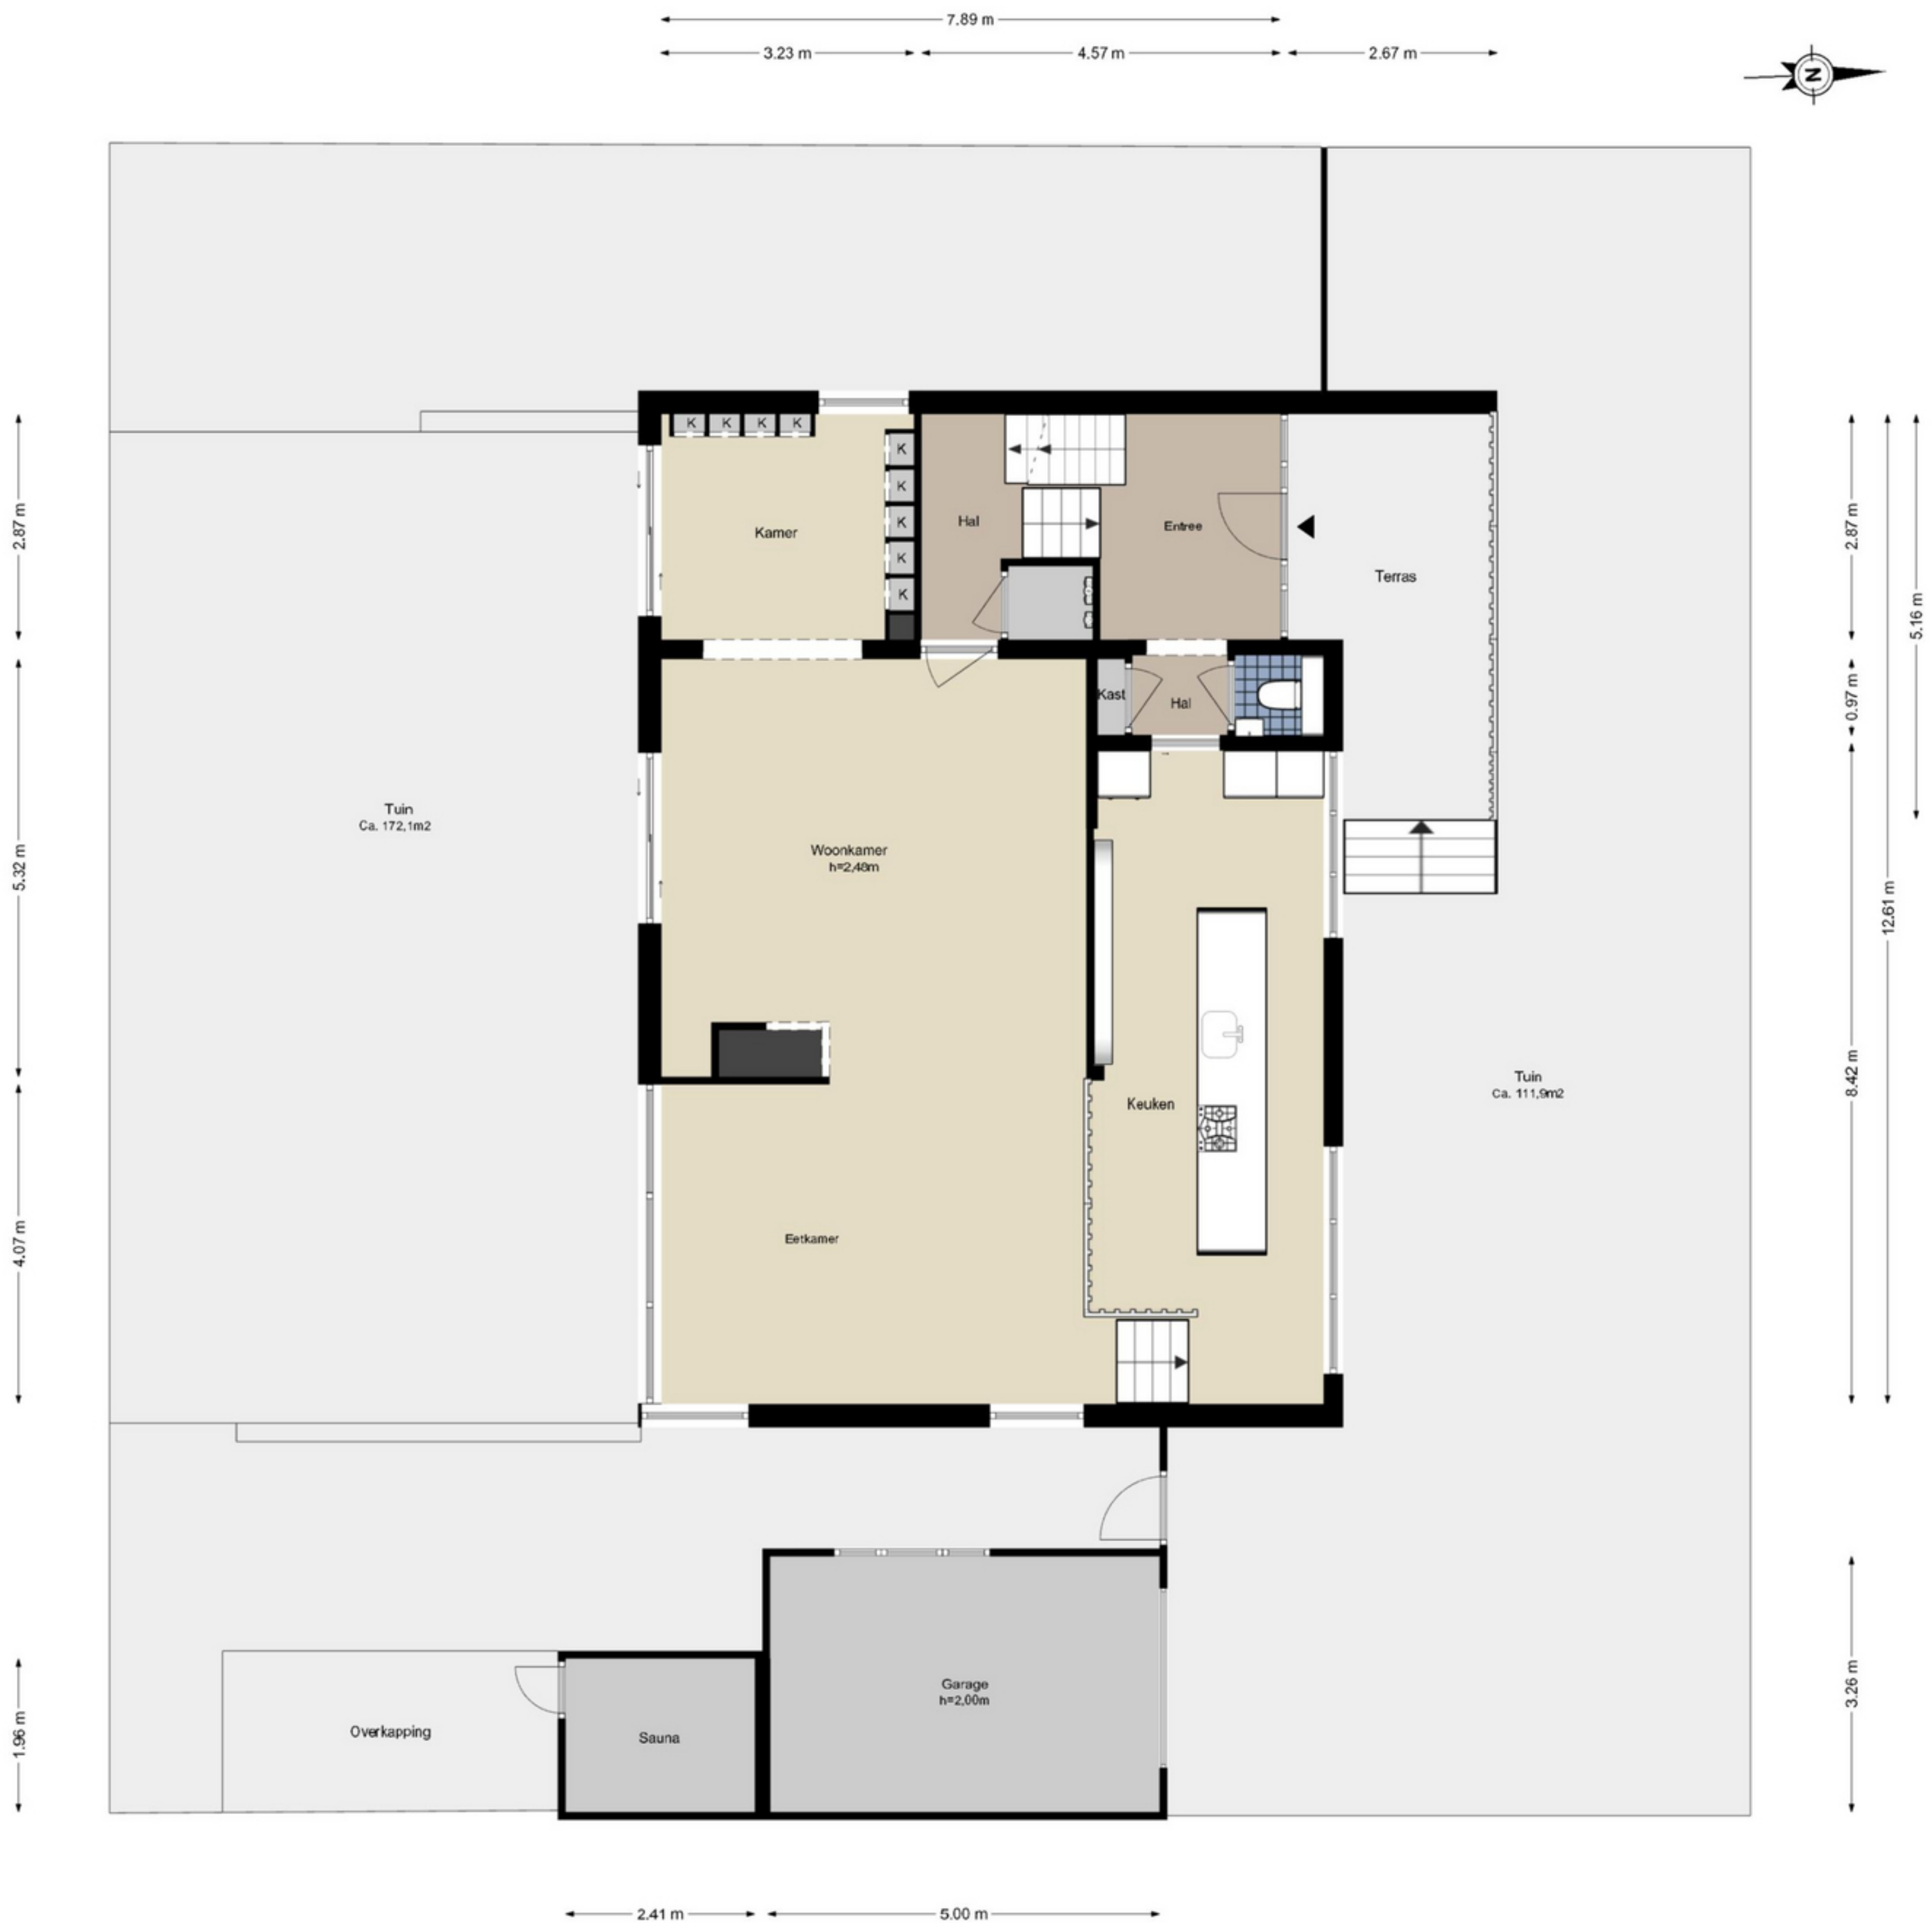 7.89 m
3.23 m
4.57 m
2.67 m
N
K
K
K
K
K
K
K
K
K
Kamer
Hal
Entree
Terras
2.87 m
2.87 m
5.16 m
Kast
Hal
0.97 m
Tuin
Ca. 172,1m2
Woonkamer
h=2,48m
5.32 m
12.61 m
Keuken
Tuin
Ca. 111,9m2
8.42 m
Eetkamer
4.07 m
Garage
h=2,00m
Overkapping
Sauna
1.96 m
3.26 m
2.41 m
5.00 m